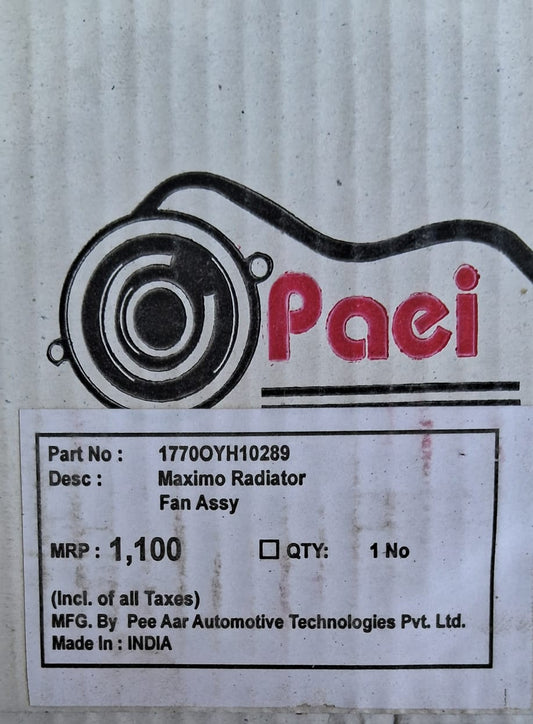 Paei
Part No : 1770OYH10289
Desc : Maximo Radiator
Fan Assy
MRP : 1,100 ☐ QTY: 1 No
(Incl. of all Taxes)
MFG. By Pee Aar Automotive Technologies Pvt. Ltd.
Made In : INDIA